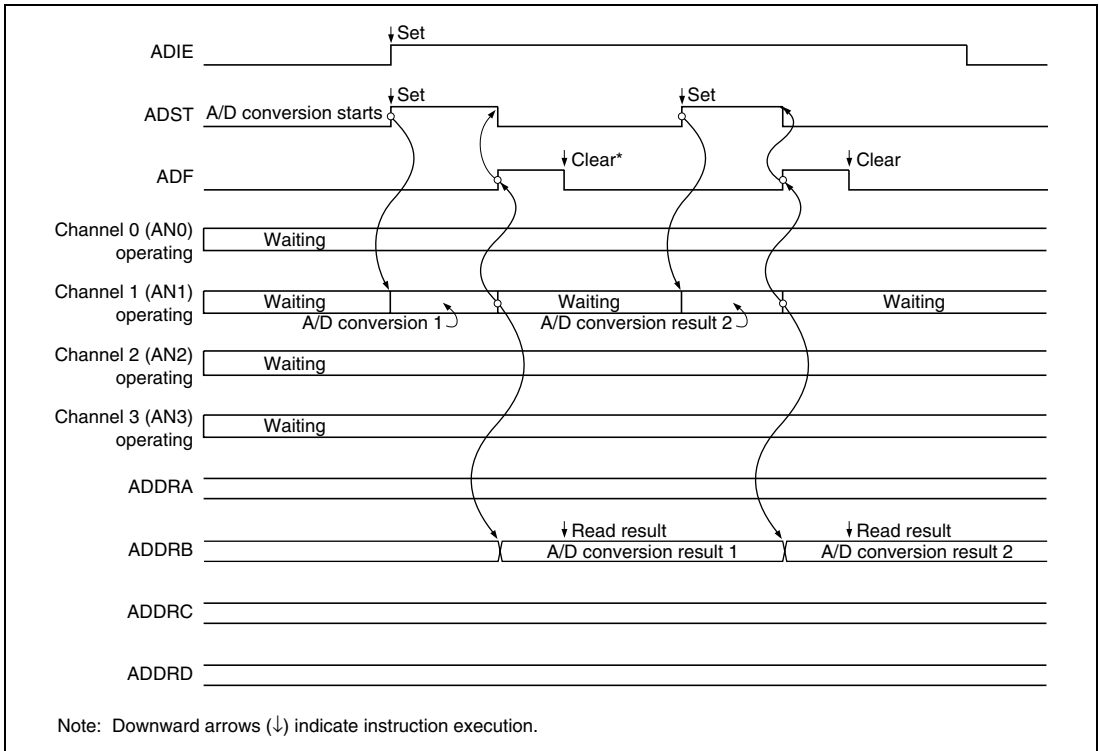 ↓Set
ADIE
↓Set
ADST A/D conversion starts
↓Clear* ↓Clear
ADF
Channel 0 (AN0)
operating
Waiting
Channel 1 (AN1)
operating
Waiting Waiting Waiting
A/D conversion 1 A/D conversion result 2
Channel 2 (AN2)
operating
Waiting
Channel 3 (AN3)
operating
Waiting
ADDRA
↓Read result ↓Read result
ADDRB
A/D conversion result 1 A/D conversion result 2
ADDRC
ADDRD
Note: Downward arrows (↓) indicate instruction execution.